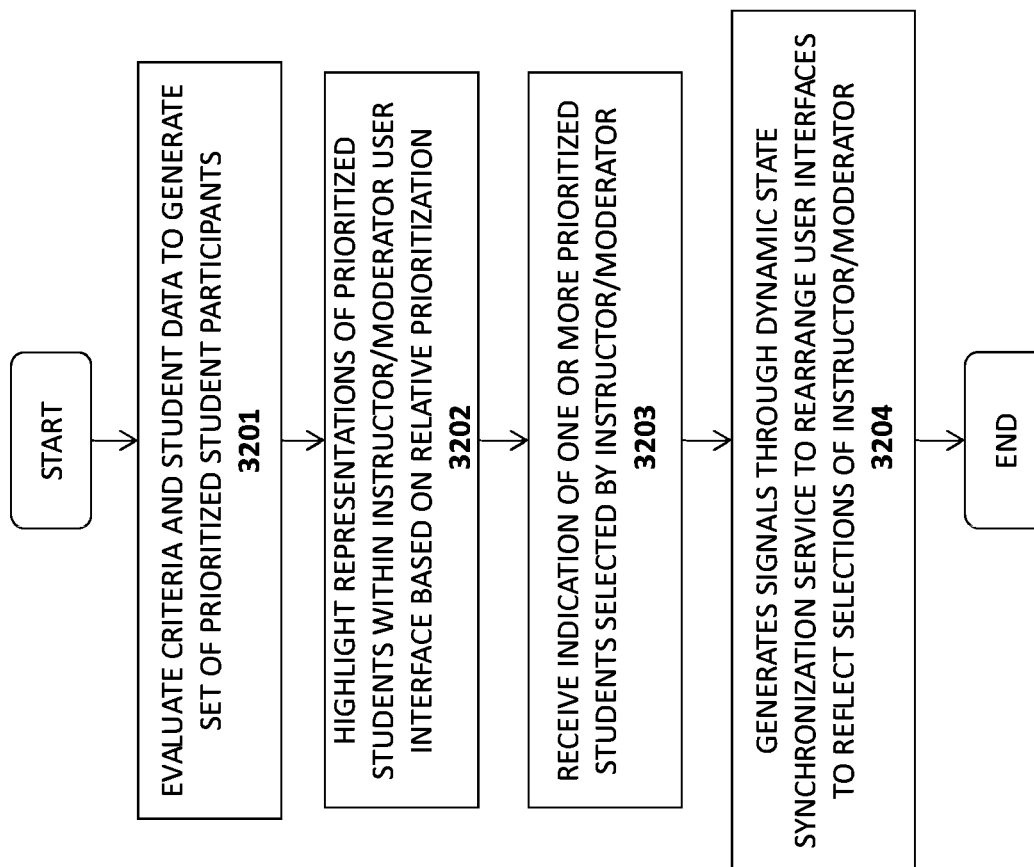 START
EVALUATE CRITERIA AND STUDENT DATA TO GENERATE
SET OF PRIORITIZED STUDENT PARTICIPANTS
3201
HIGHLIGHT REPRESENTATIONS OF PRIORITIZED
STUDENTS WITHIN INSTRUCTOR/MODERATOR USER
INTERFACE BASED ON RELATIVE PRIORITIZATION
3202
RECEIVE INDICATION OF ONE OR MORE PRIORITIZED
STUDENTS SELECTED BY INSTRUCTOR/MODERATOR
3203
GENERATES SIGNALS THROUGH DYNAMIC STATE
SYNCHRONIZATION SERVICE TO REARRANGE USER INTERFACES
TO REFLECT SELECTIONS OF INSTRUCTOR/MODERATOR
3204
END